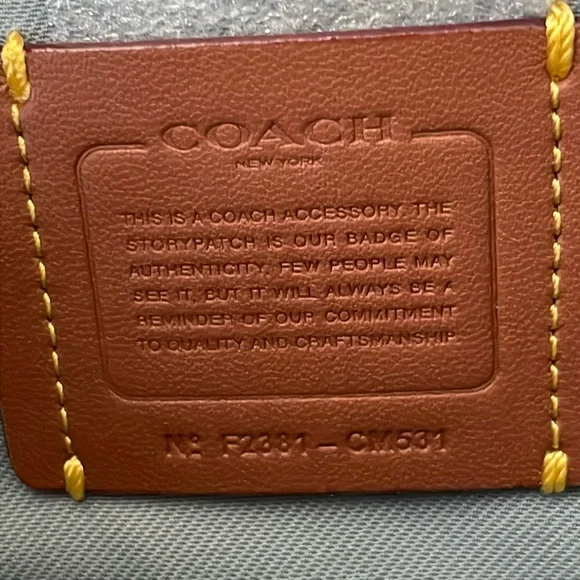 COACH
NEW YORK
THIS IS A COACH ACCESSORY. THE
STORYPATCH IS OUR BADGE OF
AUTHENTICITY. FEW PEOPLE MAY
SEE IT, BUT IT WILL ALWAYS BE A
REMINDER OF OUR COMMITMENT
TO QUALITY AND CRAFTSMANSHIP
Nº F2381-CM531